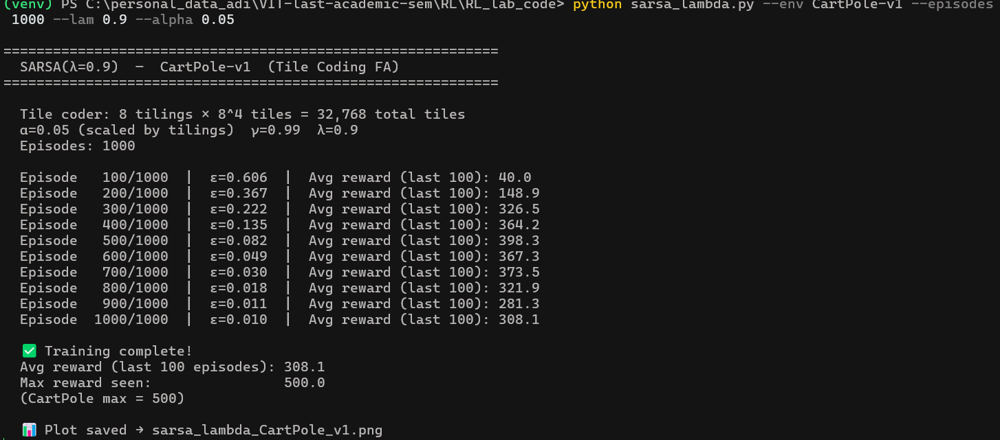 (venv) PS C:\personal_data_adi\VIT-last-academic-sem\RL\RL_lab_code> python sarsa_lambda.py --env CartPole-v1 --episodes
1000 --lam 0.9 --alpha 0.05
============================================================
SARSA(λ=0.9) – CartPole-v1 (Tile Coding FA)
============================================================
Tile coder: 8 tilings × 8^4 tiles = 32,768 total tiles
α=0.05 (scaled by tilings) γ=0.99 λ=0.9
Episodes: 1000
Episode 100/1000 | ε=0.606 | Avg reward (last 100): 40.0
Episode 200/1000 | ε=0.367 | Avg reward (last 100): 148.9
Episode 300/1000 | ε=0.222 | Avg reward (last 100): 326.5
Episode 400/1000 | ε=0.135 | Avg reward (last 100): 364.2
Episode 500/1000 | ε=0.082 | Avg reward (last 100): 398.3
Episode 600/1000 | ε=0.049 | Avg reward (last 100): 367.3
Episode 700/1000 | ε=0.030 | Avg reward (last 100): 373.5
Episode 800/1000 | ε=0.018 | Avg reward (last 100): 321.9
Episode 900/1000 | ε=0.011 | Avg reward (last 100): 281.3
Episode 1000/1000 | ε=0.010 | Avg reward (last 100): 308.1
✅ Training complete!
Avg reward (last 100 episodes): 308.1
Max reward seen: 500.0
(CartPole max = 500)
📊 Plot saved → sarsa_lambda_CartPole_v1.png